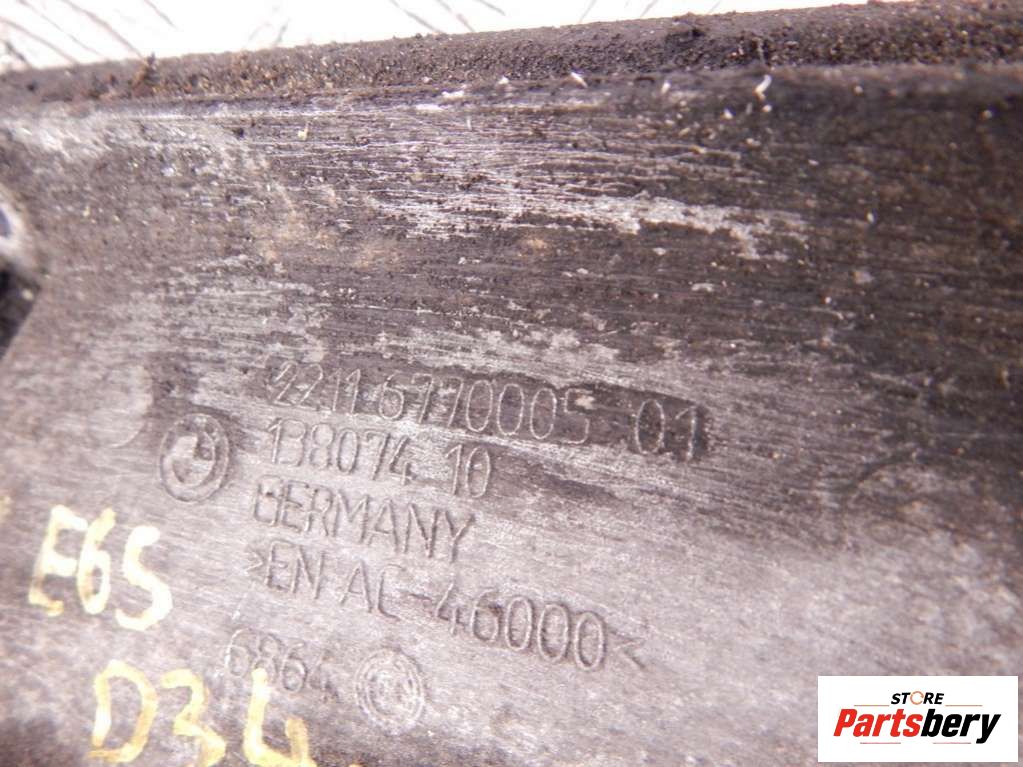 2211 6770005 01
138074 10
GERMANY
>EN AC-46000<
6864
E65
D34
STORE
Partsbery